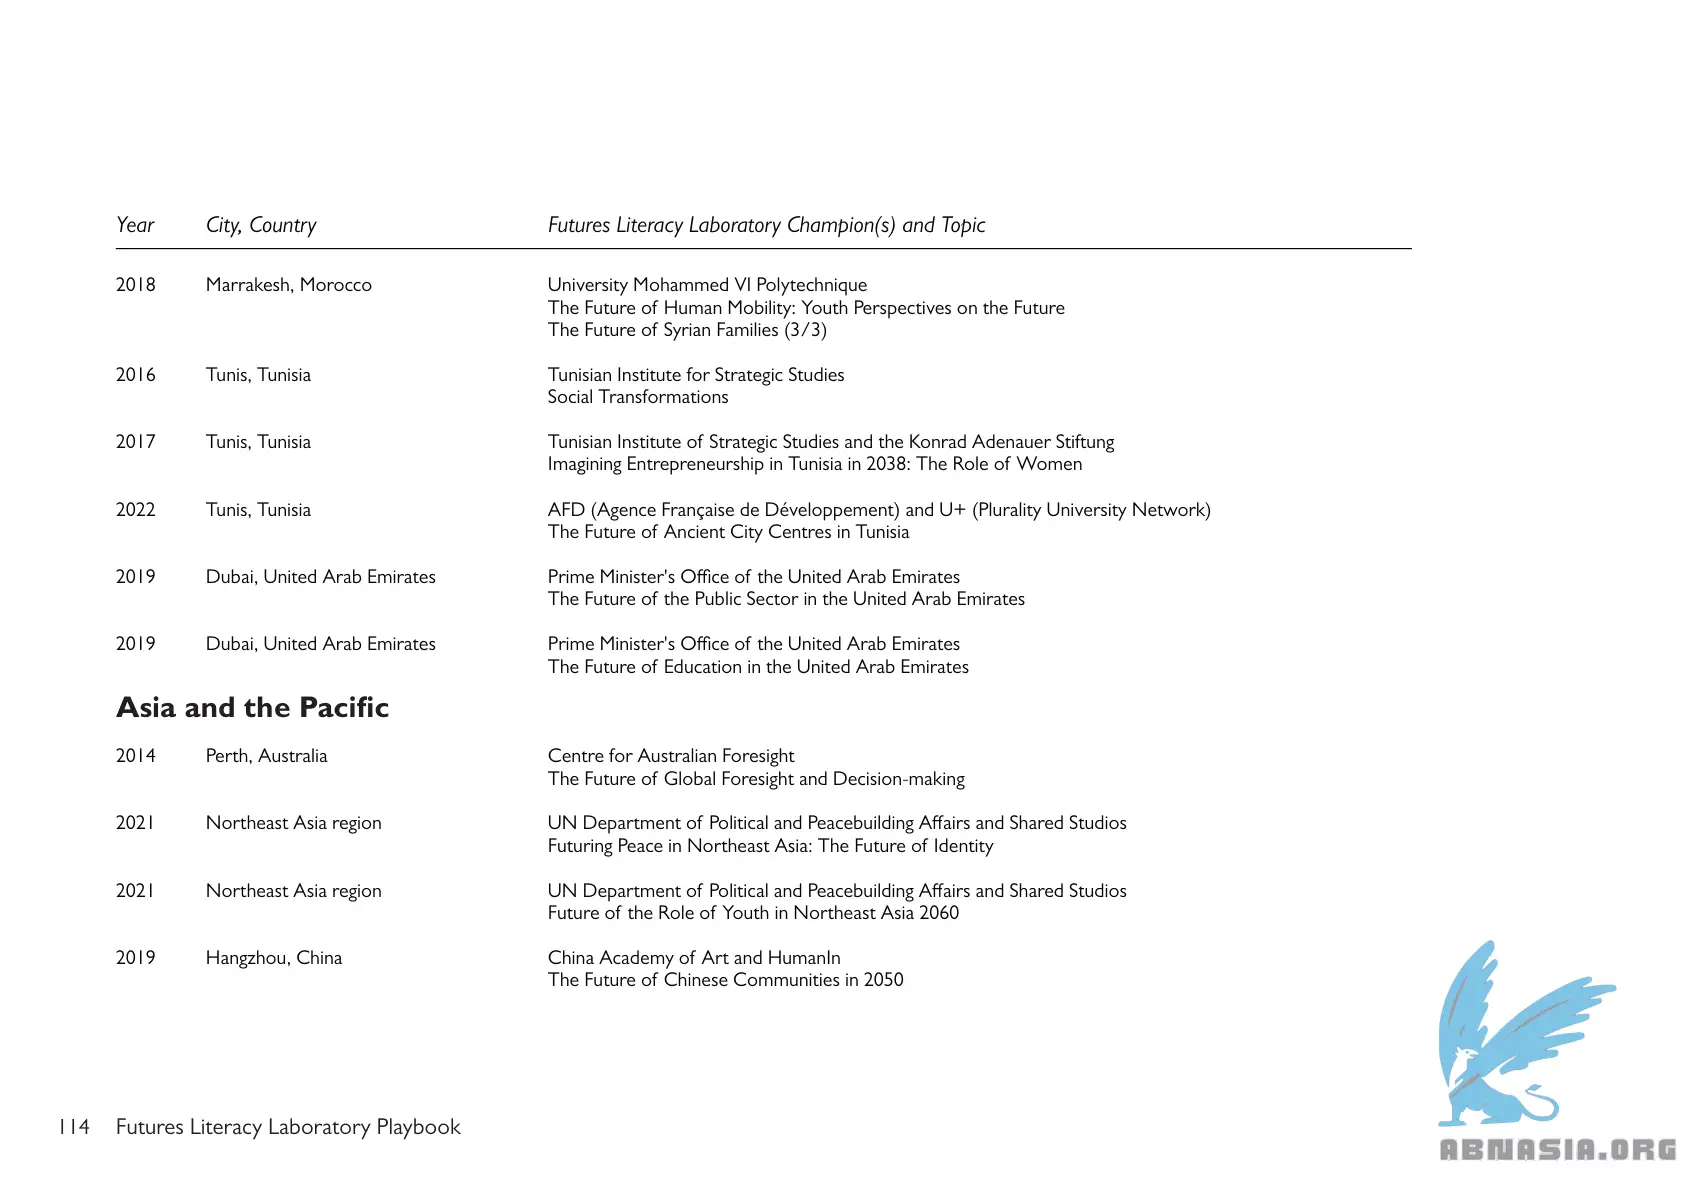 Year City, Country Futures Literacy Laboratory Champion(s) and Topic
2018 Marrakesh, Morocco University Mohammed VI Polytechnique
The Future of Human Mobility: Youth Perspectives on the Future
The Future of Syrian Families (3/3)
2016 Tunis, Tunisia Tunisian Institute for Strategic Studies
Social Transformations
2017 Tunis, Tunisia Tunisian Institute of Strategic Studies and the Konrad Adenauer Stiftung
Imagining Entrepreneurship in Tunisia in 2038: The Role of Women
2022 Tunis, Tunisia AFD (Agence Française de Développement) and U+ (Plurality University Network)
The Future of Ancient City Centres in Tunisia
2019 Dubai, United Arab Emirates Prime Minister's Office of the United Arab Emirates
The Future of the Public Sector in the United Arab Emirates
2019 Dubai, United Arab Emirates Prime Minister's Office of the United Arab Emirates
The Future of Education in the United Arab Emirates
Asia and the Pacific
2014 Perth, Australia Centre for Australian Foresight
The Future of Global Foresight and Decision-making
2021 Northeast Asia region UN Department of Political and Peacebuilding Affairs and Shared Studios
Futuring Peace in Northeast Asia: The Future of Identity
2021 Northeast Asia region UN Department of Political and Peacebuilding Affairs and Shared Studios
Future of the Role of Youth in Northeast Asia 2060
2019 Hangzhou, China China Academy of Art and HumanIn
The Future of Chinese Communities in 2050
114 Futures Literacy Laboratory Playbook
ABNASIA.ORG